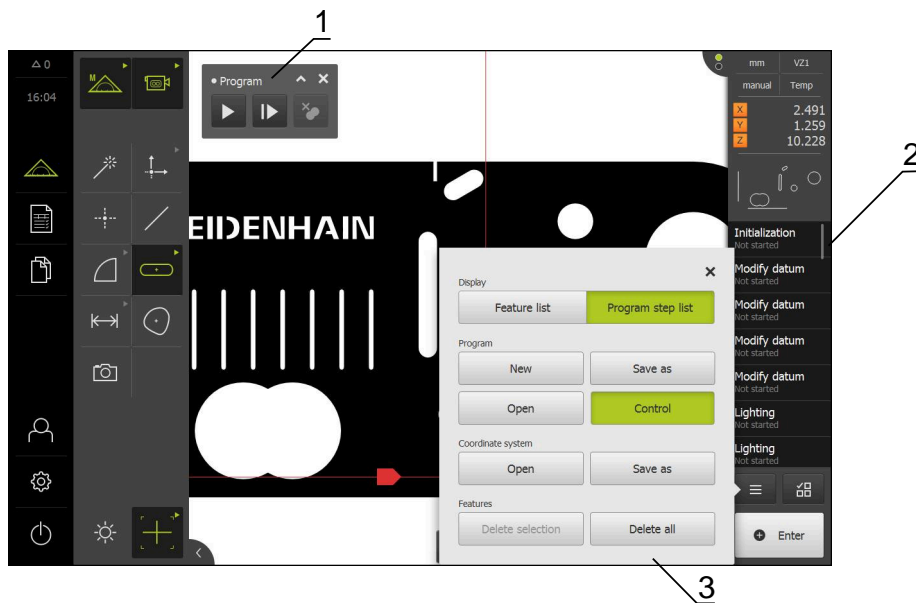 1
0
16:04
M
Program
mm VZ1
manual Temp
X 2.491
Y 1.259
Z 10.228
2
EIDENHAIN
Initialization
Not started
Modify datum
Not started
Modify datum
Not started
Modify datum
Not started
Modify datum
Not started
Lighting
Not started
Lighting
Not started
Display
Feature list Program step list
Program
New Save as
Open Control
Coordinate system
Open Save as
Features
Delete selection Delete all
Enter
3